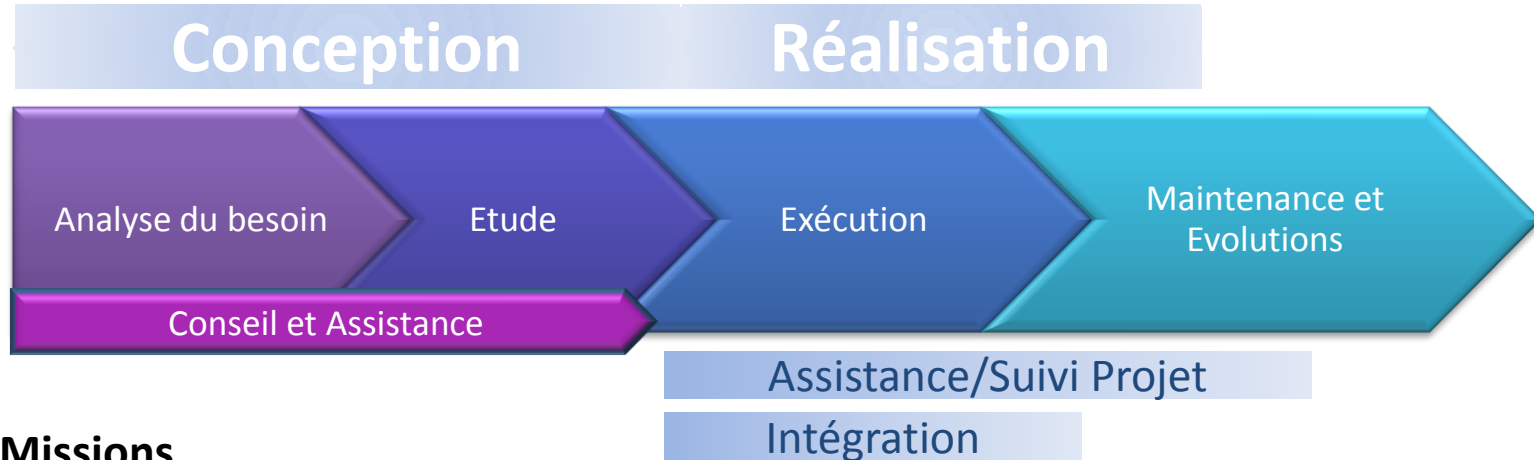 Conception Réalisation
Analyse du besoin
Etude
Exécution
Maintenance et
Evolutions
Conseil et Assistance
Assistance/Suivi Projet
Intégration
Missions